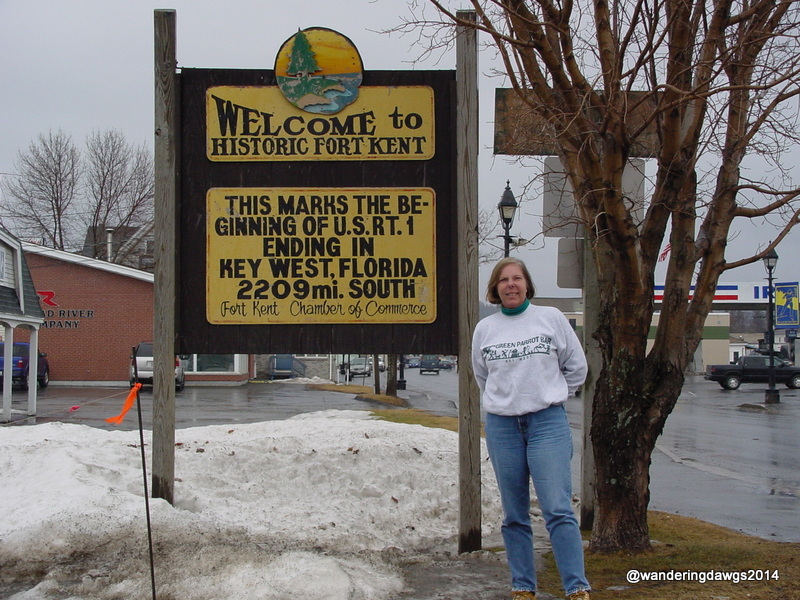 WELCOME to
HISTORIC FORT KENT
THIS MARKS THE BE-
GINNING OF U.S. RT. 1
ENDING IN
KEY WEST, FLORIDA
2209mi. SOUTH
Fort Kent Chamber of Commerce
RIVER
GREEN PARROT BAR
@wanderingdawgs2014